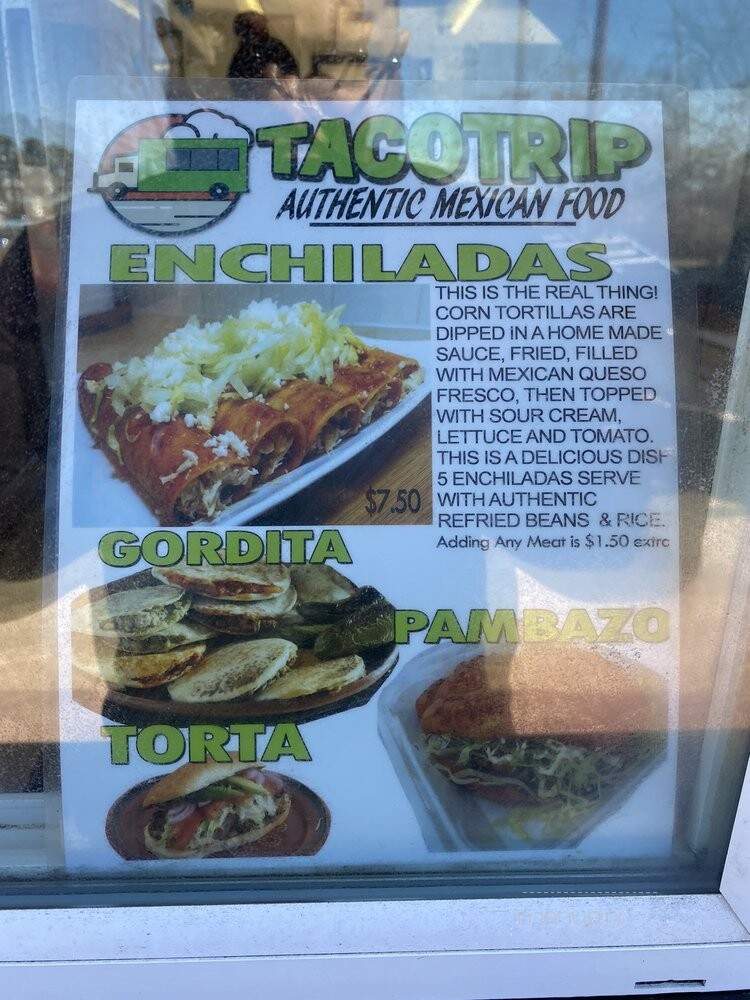 TACOTRIP
AUTHENTIC MEXICAN FOOD
ENCHILADAS
THIS IS THE REAL THING!
CORN TORTILLAS ARE
DIPPED IN A HOME MADE
SAUCE, FRIED, FILLED
WITH MEXICAN QUESO
FRESCO, THEN TOPPED
WITH SOUR CREAM,
LETTUCE AND TOMATO.
THIS IS A DELICIOUS DISH
5 ENCHILADAS SERVE
WITH AUTHENTIC
REFRIED BEANS & RICE.
Adding Any Meat is $1.50 extra
$7.50
GORDITA
PAMBAZO
TORTA